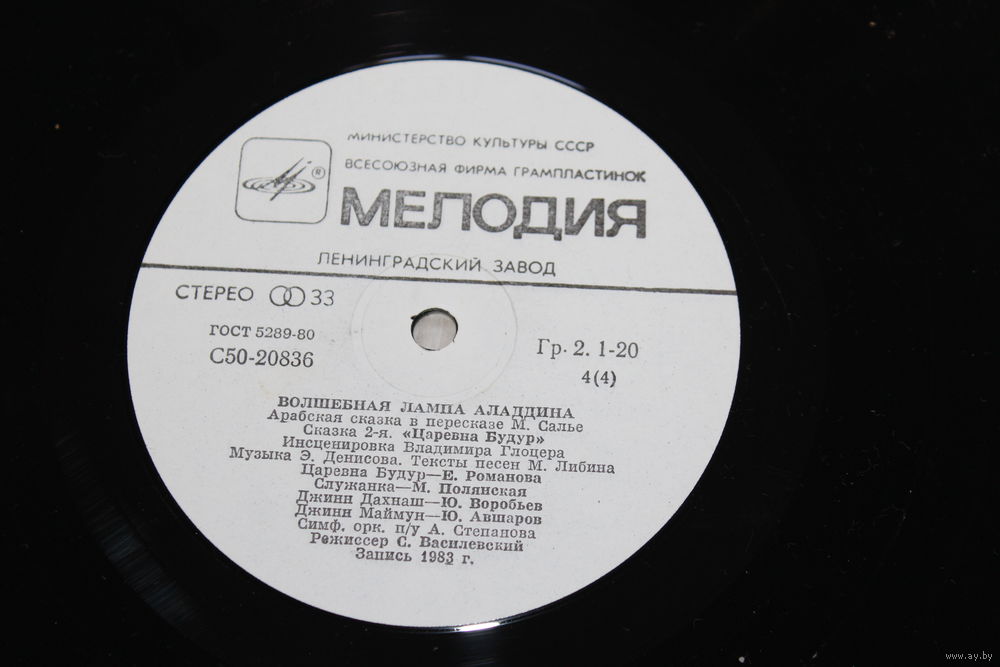 МИНИСТЕРСТВО КУЛЬТУРЫ СССР
ВСЕСОЮЗНАЯ ФИРМА ГРАМПЛАСТИНОК
®
МЕЛОДИЯ
ЛЕНИНГРАДСКИЙ ЗАВОД
СТЕРЕО 33
ГОСТ 5289-80
С50-20836
Гр. 2. 1-20
4(4)
ВОЛШЕБНАЯ ЛАМПА АЛАДДИНА
Арабская сказка в пересказе М. Салье
Сказка 2-я. «Царевна Будур»
Инсценировка Владимира Глоцера
Музыка Э. Денисова. Тексты песен М. Либина
Царевна Будур—Е. Романова
Служанка—М. Полянская
Джинн Дахнаш—Ю. Воробьев
Джинн Маймун—Ю. Авшаров
Симф. орк. п/у А. Степанова
Режиссер С. Василевский
Запись 1983 г.
www.ay.by